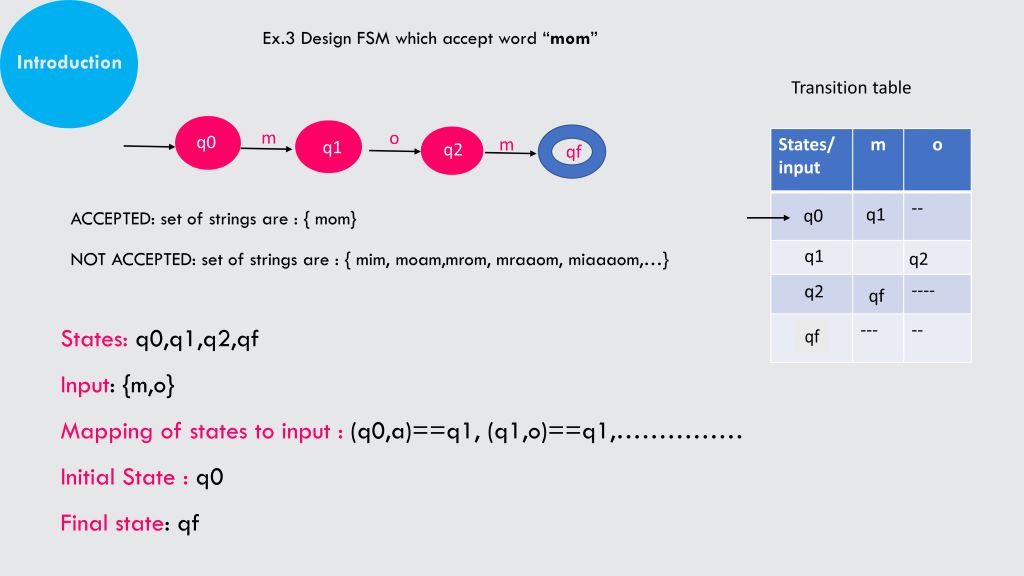 Introduction
Ex.3 Design FSM which accept word “mom”
q0 m q1 o q2 m qf
ACCEPTED: set of strings are : { mom}
NOT ACCEPTED: set of strings are : { mim, moam,mrom, mraaom, miaaaom,...}
States: q0,q1,q2,qf
Input: {m,o}
Mapping of states to input : (q0,a)==q1, (q1,o)==q1,……………
Initial State : q0
Final state: qf
Transition table
States/ m o
input
q0 q1 --
q1 q2
q2 qf ----
qf --- --